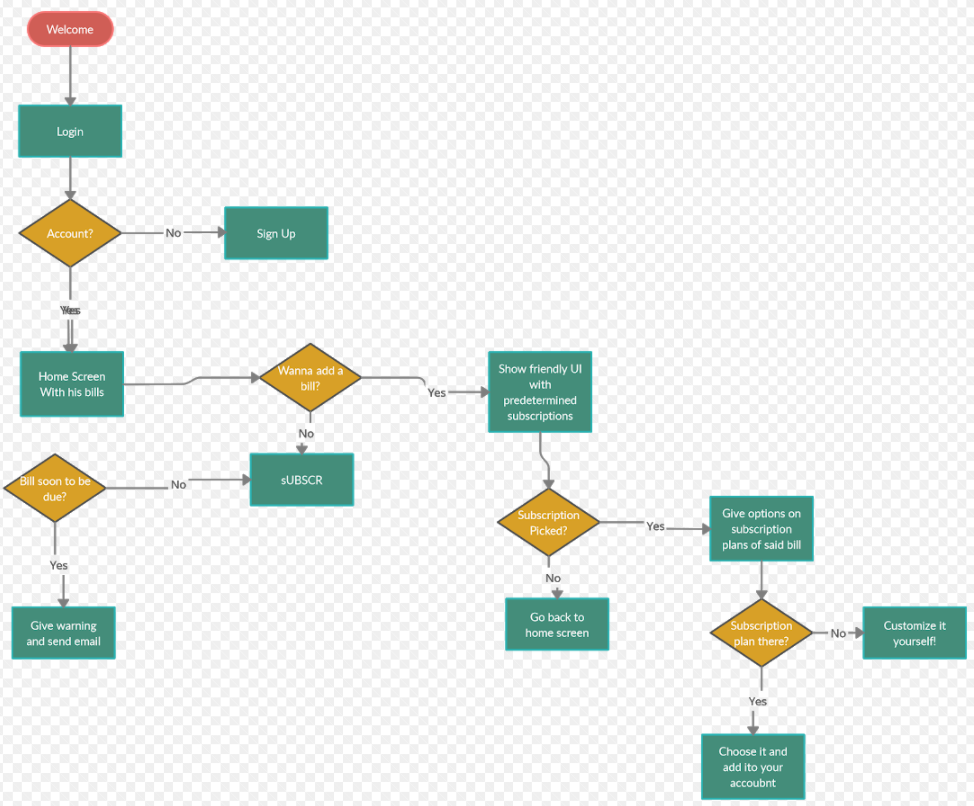 Welcome
Login
Account?
No
Sign Up
Yes
Home Screen
With his bills
Wanna add a
bill?
Yes
Show friendly UI
with
predetermined
subscriptions
No
sUBSCR
Bill soon to be
due?
No
Yes
Give warning
and send email
Subscription
Picked?
Yes
Give options on
subscription
plans of said bill
No
Go back to
home screen
Subscription
plan there?
No
Customize it
yourself!
Yes
Choose it and
add ito your
accoubnt